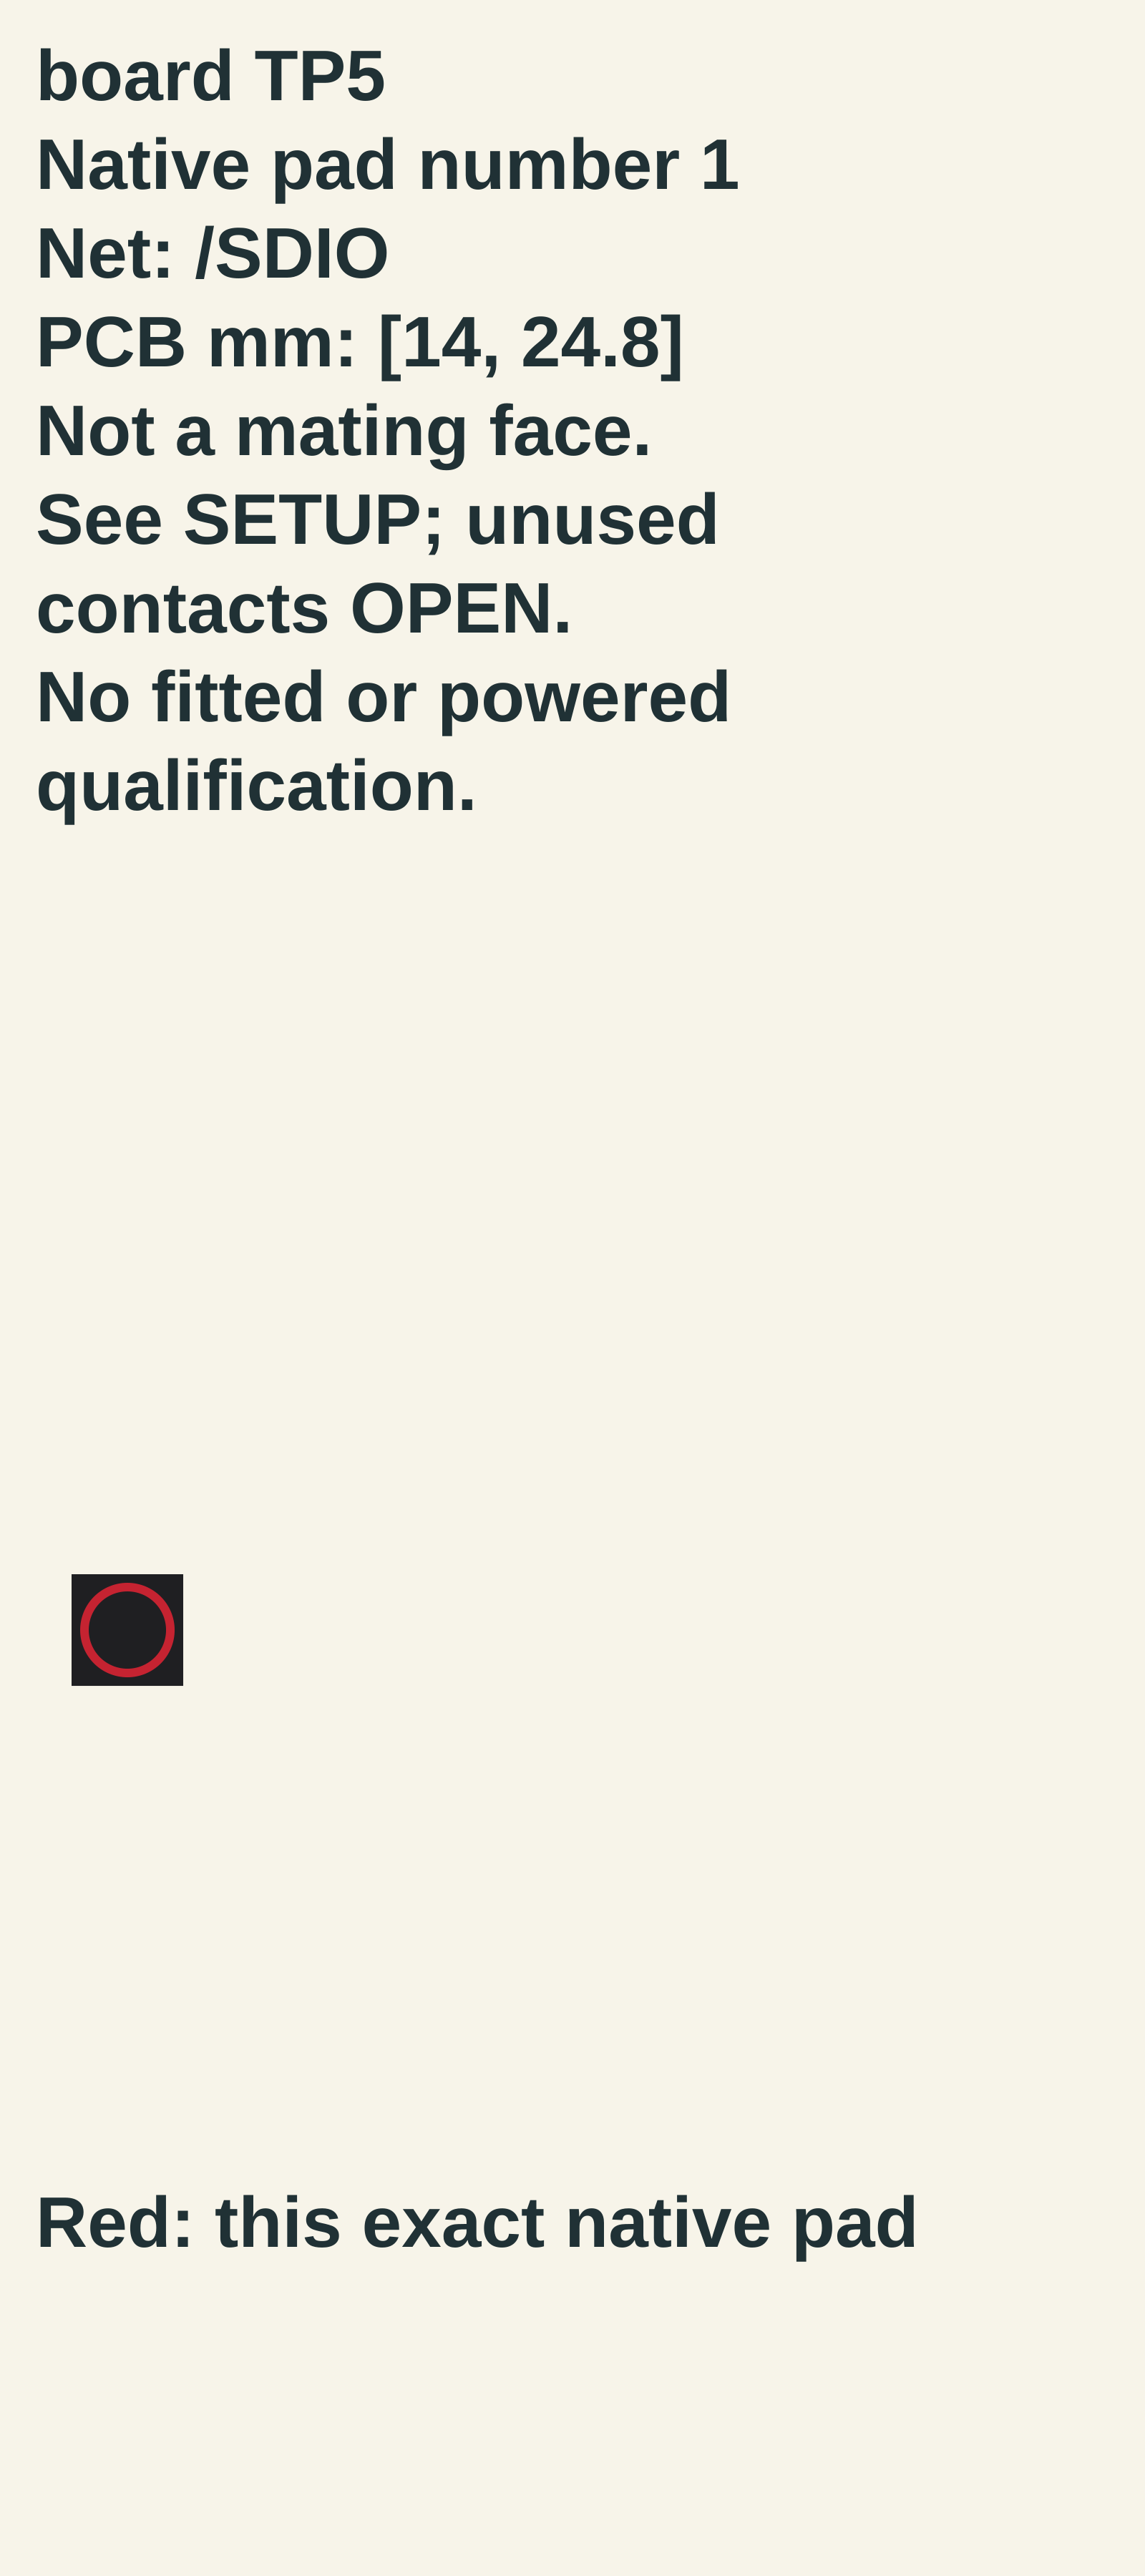 board TP5
Native pad number 1
Net: /SDIO
PCB mm: [14, 24.8]
Not a mating face.
See SETUP; unused
contacts OPEN.
No fitted or powered
qualification.
Red: this exact native pad